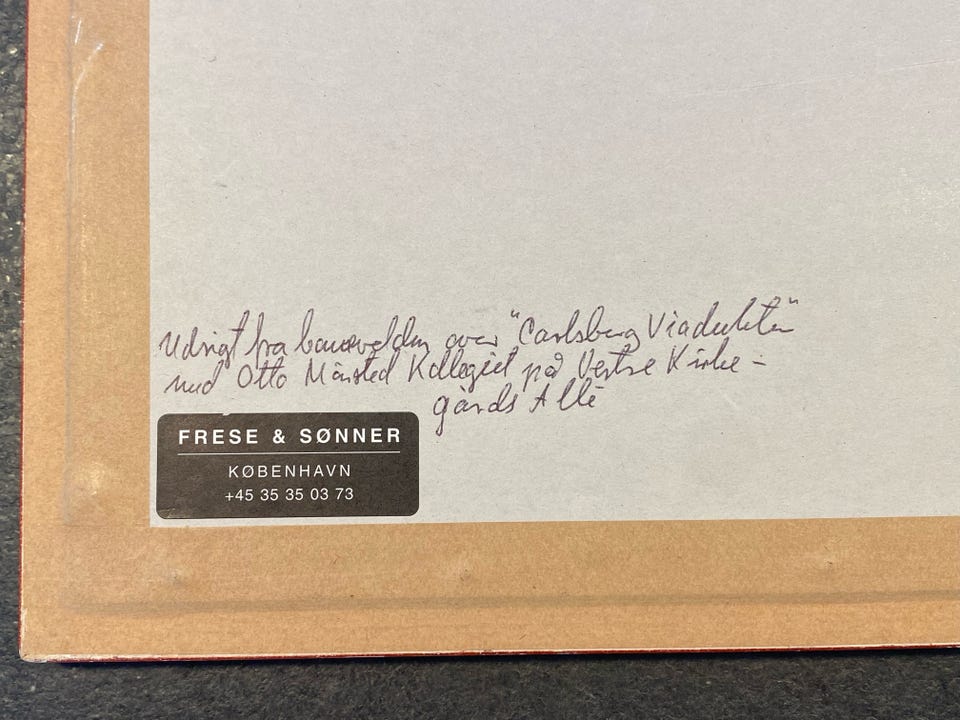 Udsigt fra banevolden over "Carlsberg Viadukten"
mod Otto Mønsted Kollegiet på Vestre Kirke-
gårds Allé
FRESE & SØNNER
KØBENHAVN
+45 35 35 03 73